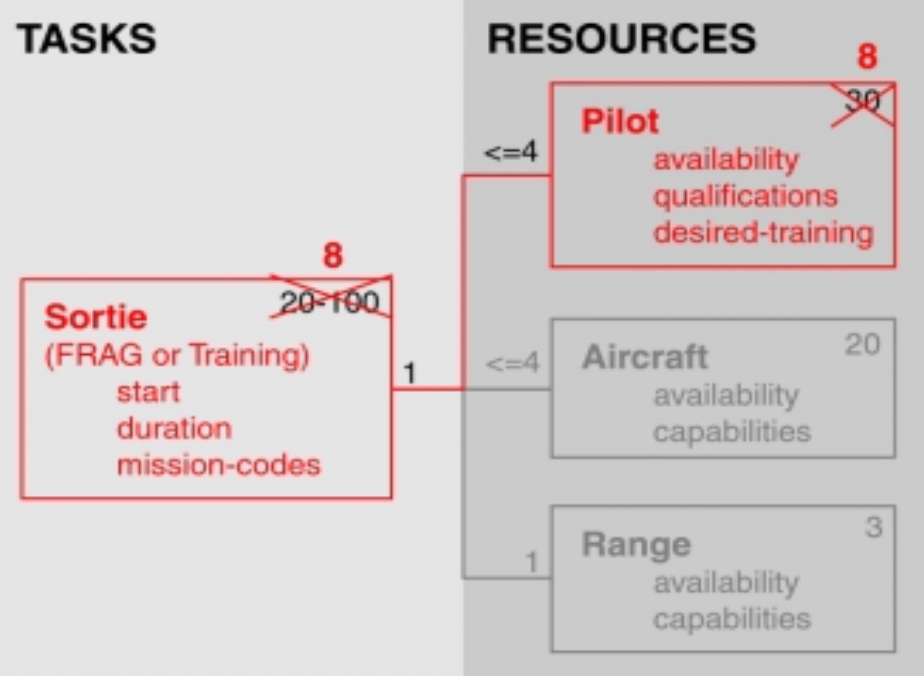 TASKS
RESOURCES
8
30
Pilot
availability
qualifications
desired-training
<=4
8
20-100
Sortie
(FRAG or Training)
start
duration
mission-codes
1
<=4
20
Aircraft
availability
capabilities
3
Range
availability
capabilities
1